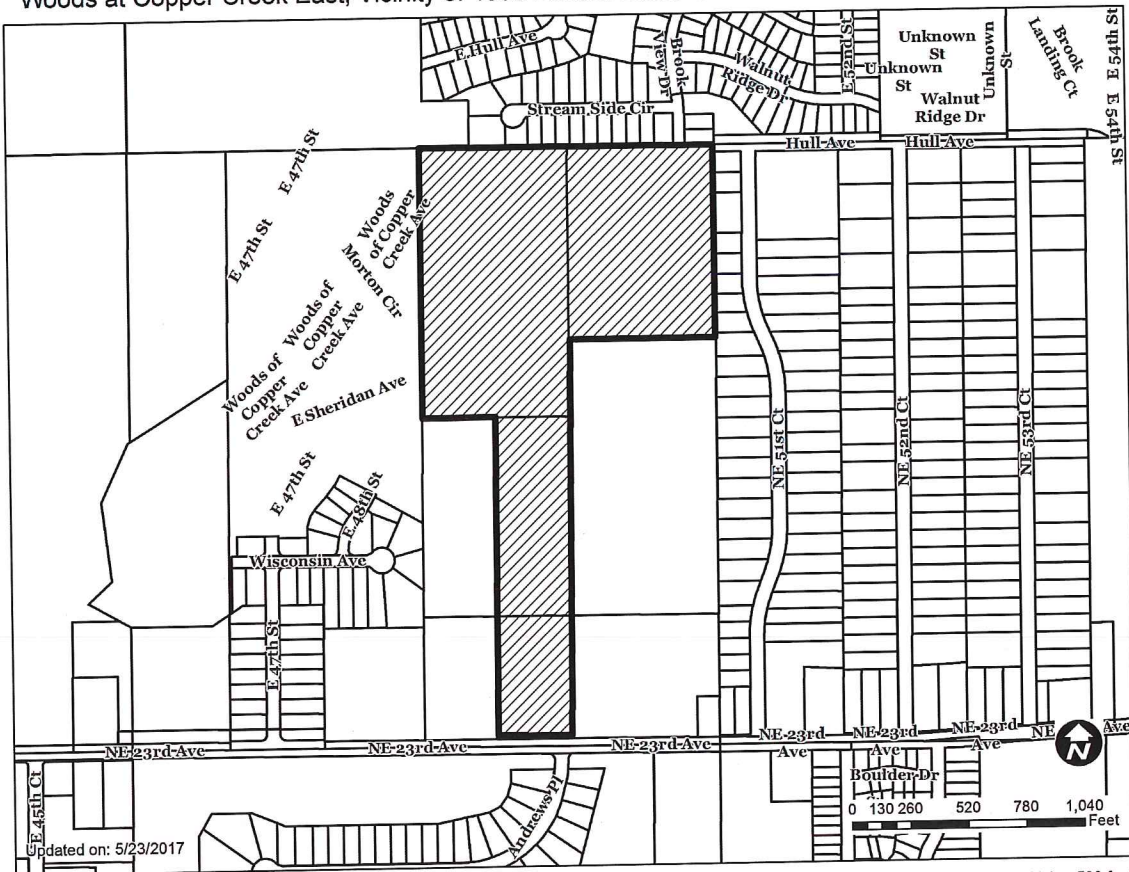 Woods at Copper Creek East, Vicinity of
E Hull Ave
Brook
View Dr
Walnut
Ridge Dr
E 52nd St
Unknown
St
Unknown
St
Unknown
St
Walnut
Ridge Dr
Brook
Landing Ct
E 54th St
E 54th St
Stream Side Cir
Hull Ave
Hull Ave
E 47th St
E 47th St
Woods
of Copper
Creek Ave
Morton Cir
Woods of
Copper
Creek Ave
Woods of
Copper
Creek Ave
E Sheridan Ave
E 47th St
E 48th St
Wisconsin Ave
E 47th St
NE 51st Ct
NE 52nd Ct
NE 53rd Ct
NE 23rd Ave
NE 23rd Ave
NE 23rd Ave
NE 23rd
Ave
NE 23rd
Ave
NE 23rd
Ave
NE
Ave
N
E 45th Ct
Andrews Pl
Boulder Dr
0 130 260 520 780 1,040
Feet
Updated on: 5/23/2017